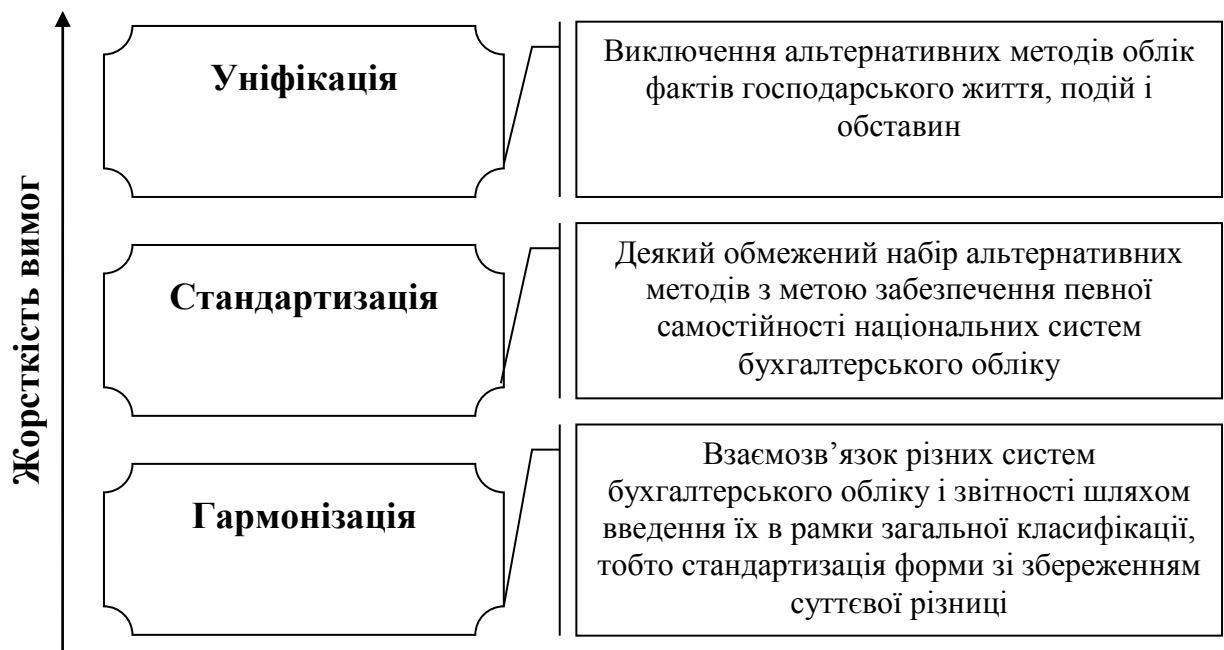 Жорсткість вимог
Уніфікація
Виключення альтернативних методів облік
фактів господарського життя, подій і
обставин
Стандартизація
Деякий обмежений набір альтернативних
методів з метою забезпечення певної
самостійності національних систем
бухгалтерського обліку
Гармонізація
Взаємозв’язок різних систем
бухгалтерського обліку і звітності шляхом
введення їх в рамки загальної класифікації,
тобто стандартизація форми зі збереженням
суттєвої різниці